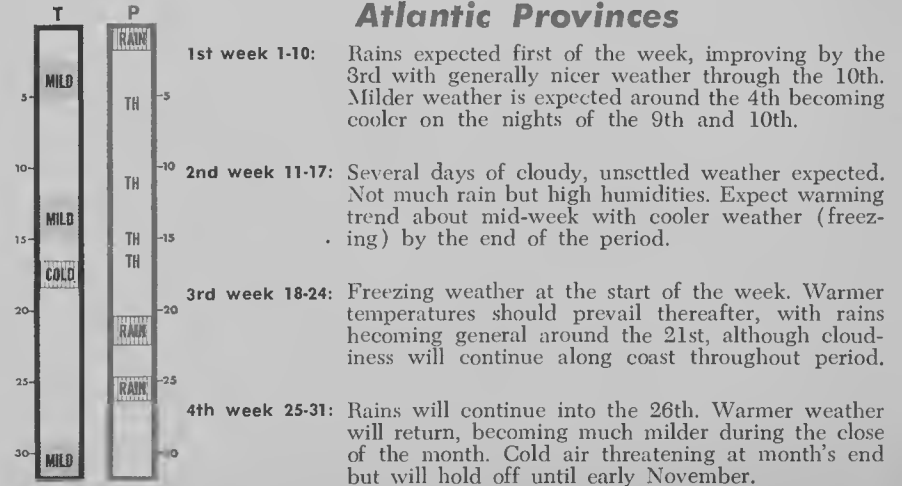 T P
Atlantic Provinces
RAIN
MILD
5- TH -5
10- TH -10
MILD
15- TH -15
TH
COLD
20- -20
RAIN
25- RAIN -25
30- MILD
1st week 1-10: Rains expected first of the week, improving by the
3rd with generally nicer weather through the 10th.
Milder weather is expected around the 4th becoming
cooler on the nights of the 9th and 10th.
2nd week 11-17: Several days of cloudy, unsettled weather expected.
Not much rain but high humidities. Expect warming
trend about mid-week with cooler weather (freez-
ing) by the end of the period.
3rd week 18-24: Freezing weather at the start of the week. Warmer
temperatures should prevail thereafter, with rains
becoming general around the 21st, although cloud-
iness will continue along coast throughout period.
4th week 25-31: Rains will continue into the 26th. Warmer weather
will return, becoming much milder during the close
of the month. Cold air threatening at month's end
but will hold off until early November.